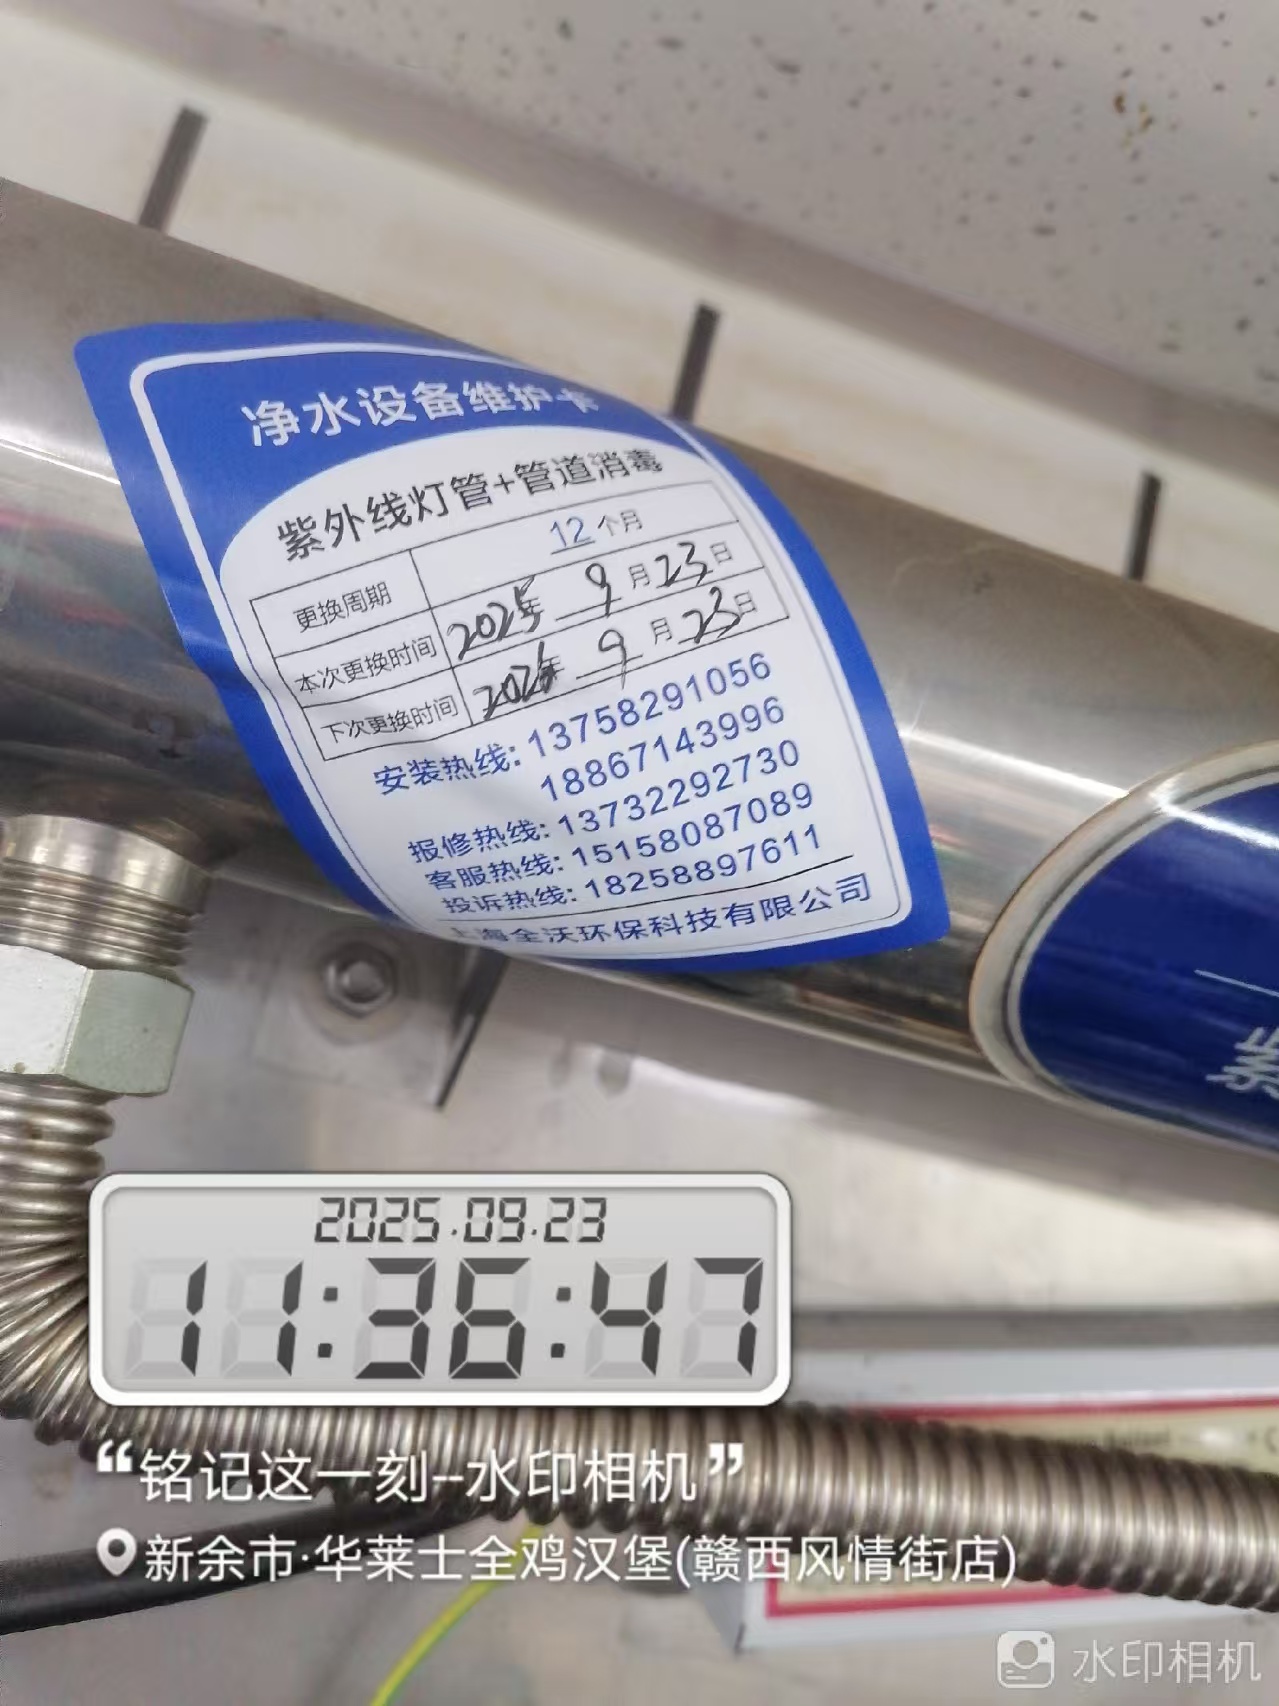 净水设备维护卡
紫外线灯管+管道消毒
更换周期 12 个月
本次更换时间 2025年 9月23日
下次更换时间 2026年 9月23日
安装热线: 13758291056
18867143996
报修热线: 13732292730
客服热线: 15158087089
投诉热线: 18258897611
上海全沃环保科技有限公司
紫
2025.09.23
11:36:47
“铭记这一刻--水印相机”
新余市·华莱士全鸡汉堡(赣西风情街店)
水印相机